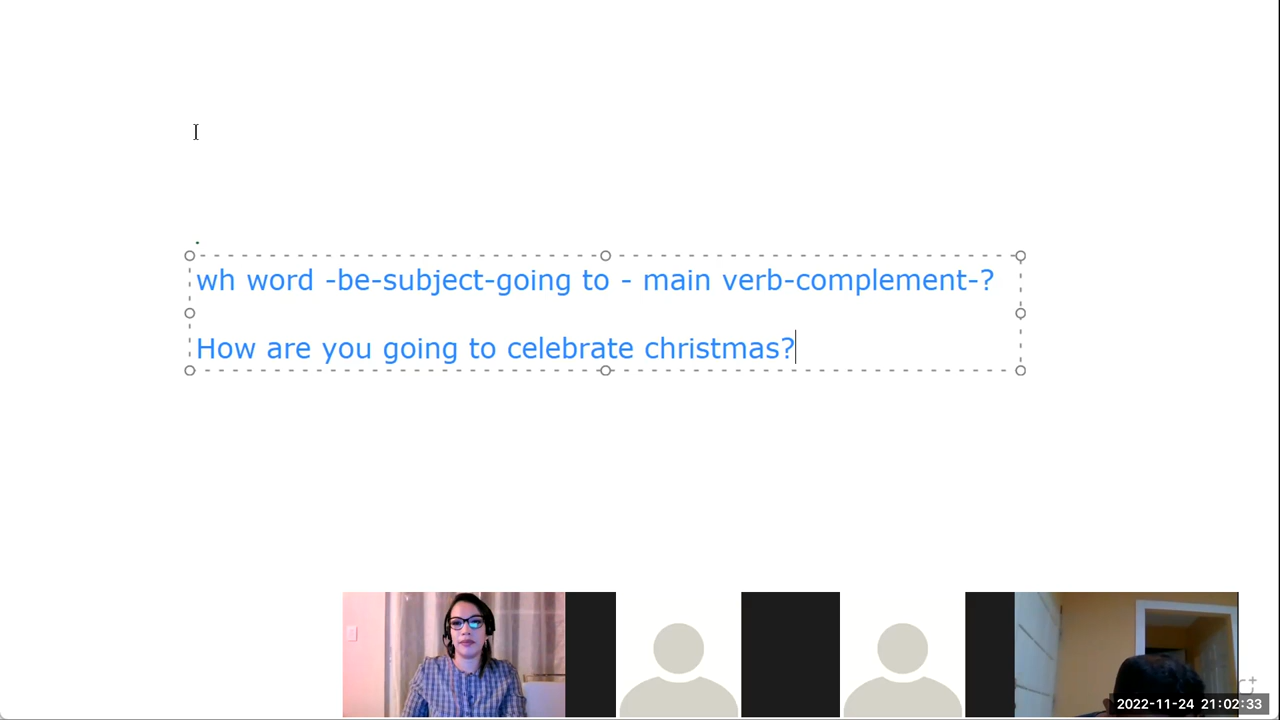 wh word -be-subject-going to - main verb-complement-?
How are you going to celebrate christmas?
2022-11-24 21:02:33